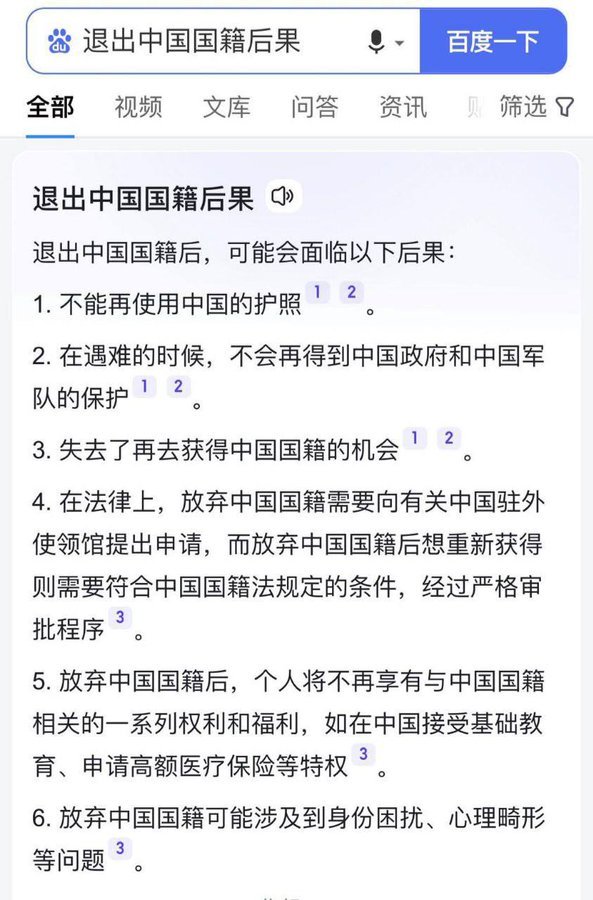 退出中国国籍后果
百度一下
全部 视频 文库 问答 资讯 筛选
退出中国国籍后果
退出中国国籍后，可能会面临以下后果：
1. 不能再使用中国的护照 1 2 。
2. 在遇难的时候，不会再得到中国政府和中国军
队的保护 1 2 。
3. 失去了再去获得中国国籍的机会 1 2 。
4. 在法律上，放弃中国国籍需要向有关中国驻外
使领馆提出申请，而放弃中国国籍后想重新获得
则需要符合中国国籍法规定的条件，经过严格审
批程序 3 。
5. 放弃中国国籍后，个人将不再享有与中国国籍
相关的一系列权利和福利，如在中国接受基础教
育、申请高额医疗保险等特权 3 。
6. 放弃中国国籍可能涉及到身份困扰、心理畸形
等问题 3 。